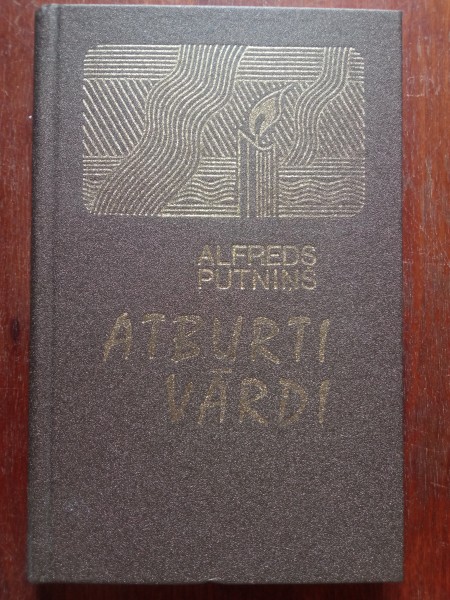 ALFREDS
PUTNIŅŠ
ATBURTI
VĀRDI